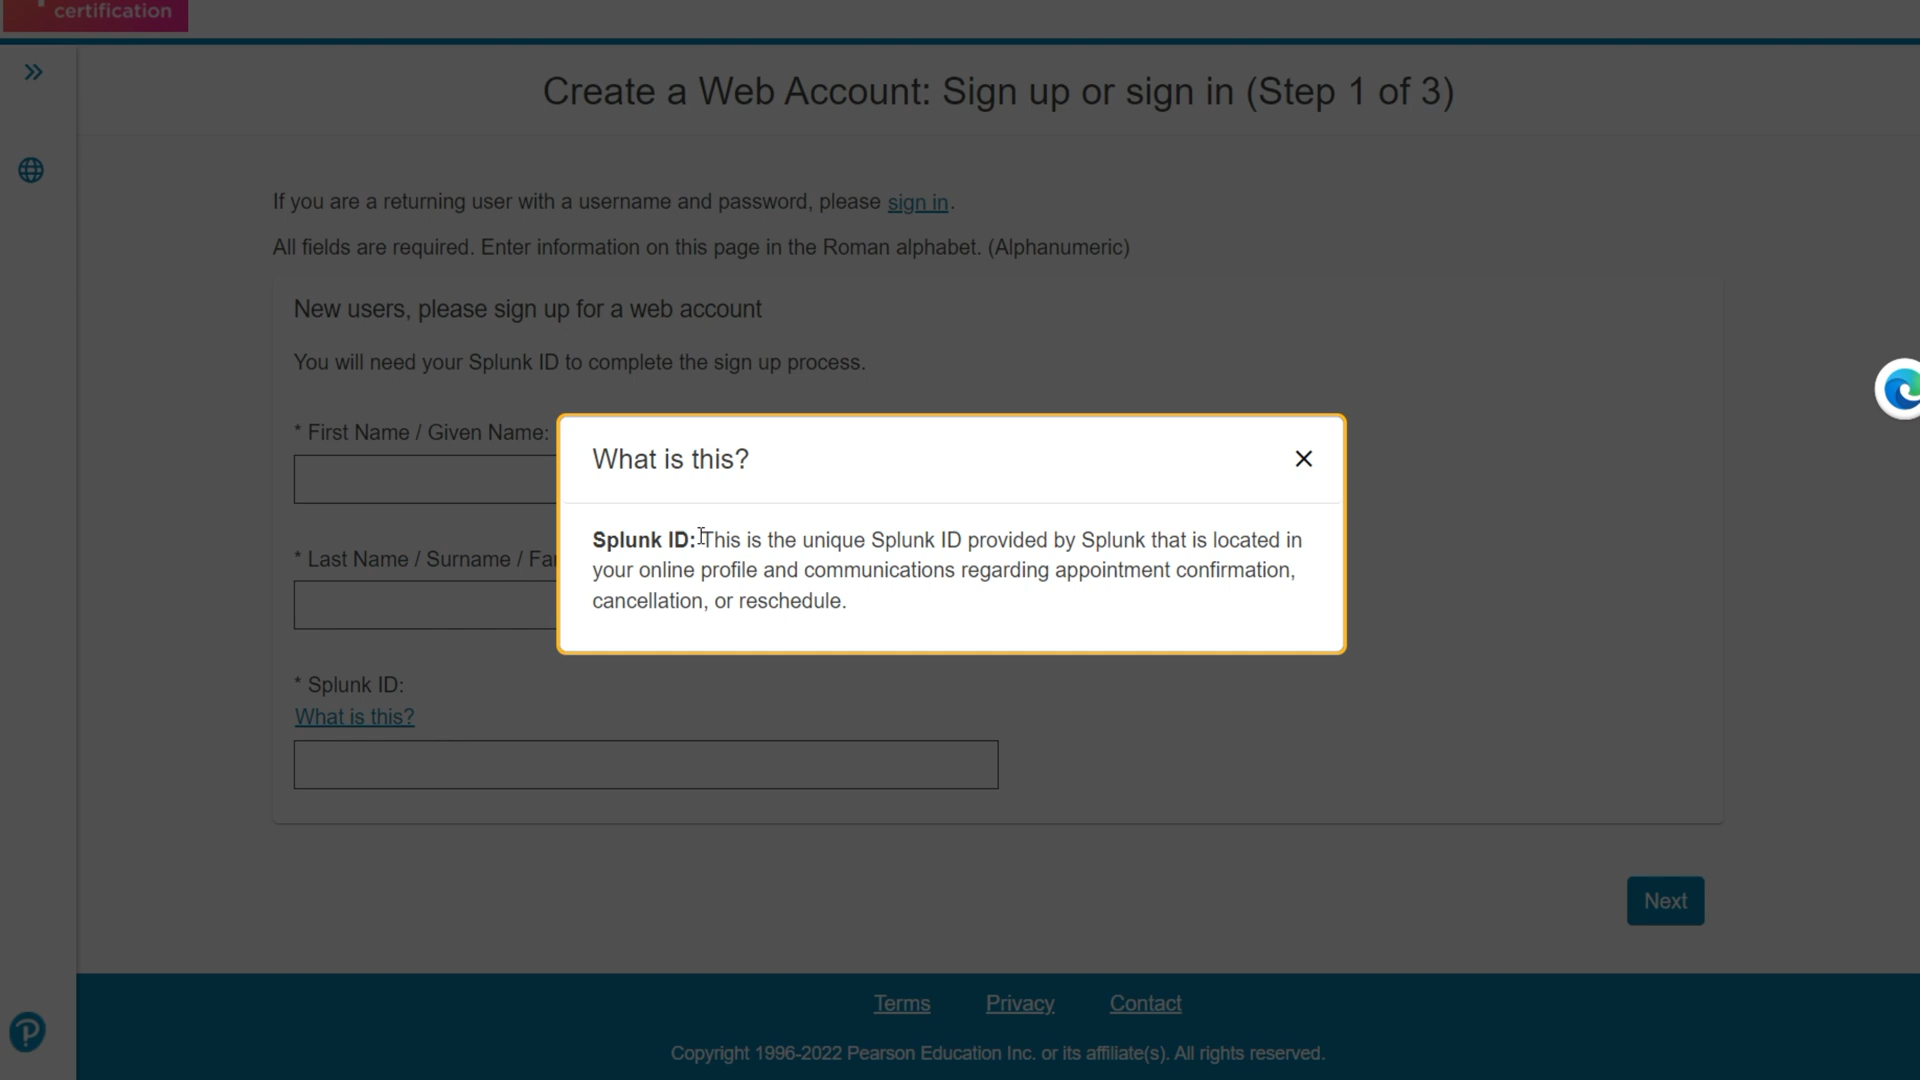 certification
Create a Web Account: Sign up or sign in (Step 1 of 3)
If you are a returning user with a username and password, please sign in.
All fields are required. Enter information on this page in the Roman alphabet. (Alphanumeric)
New users, please sign up for a web account
You will need your Splunk ID to complete the sign up process.
* First Name / Given Name:
What is this?
Splunk ID: This is the unique Splunk ID provided by Splunk that is located in
your online profile and communications regarding appointment confirmation,
cancellation, or reschedule.
* Last Name / Surname / Fa
* Splunk ID:
What is this?
Next
Terms Privacy Contact
Copyright 1996-2022 Pearson Education Inc. or its affiliate(s). All rights reserved.